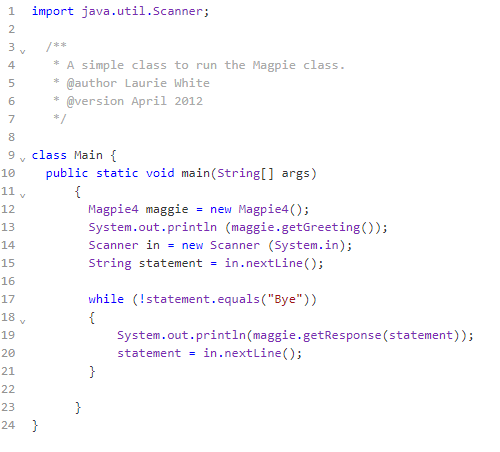 1 import java.util.Scanner;
2
3 /**
4 * A simple class to run the Magpie class.
5 * @author Laurie White
6 * @version April 2012
7 */
8
9 class Main {
10 public static void main(String[] args)
11 {
12 Magpie4 maggie = new Magpie4();
13 System.out.println (maggie.getGreeting());
14 Scanner in = new Scanner (System.in);
15 String statement = in.nextLine();
16
17 while (!statement.equals("Bye"))
18 {
19 System.out.println(maggie.getResponse(statement));
20 statement = in.nextLine();
21 }
22
23 }
24 }